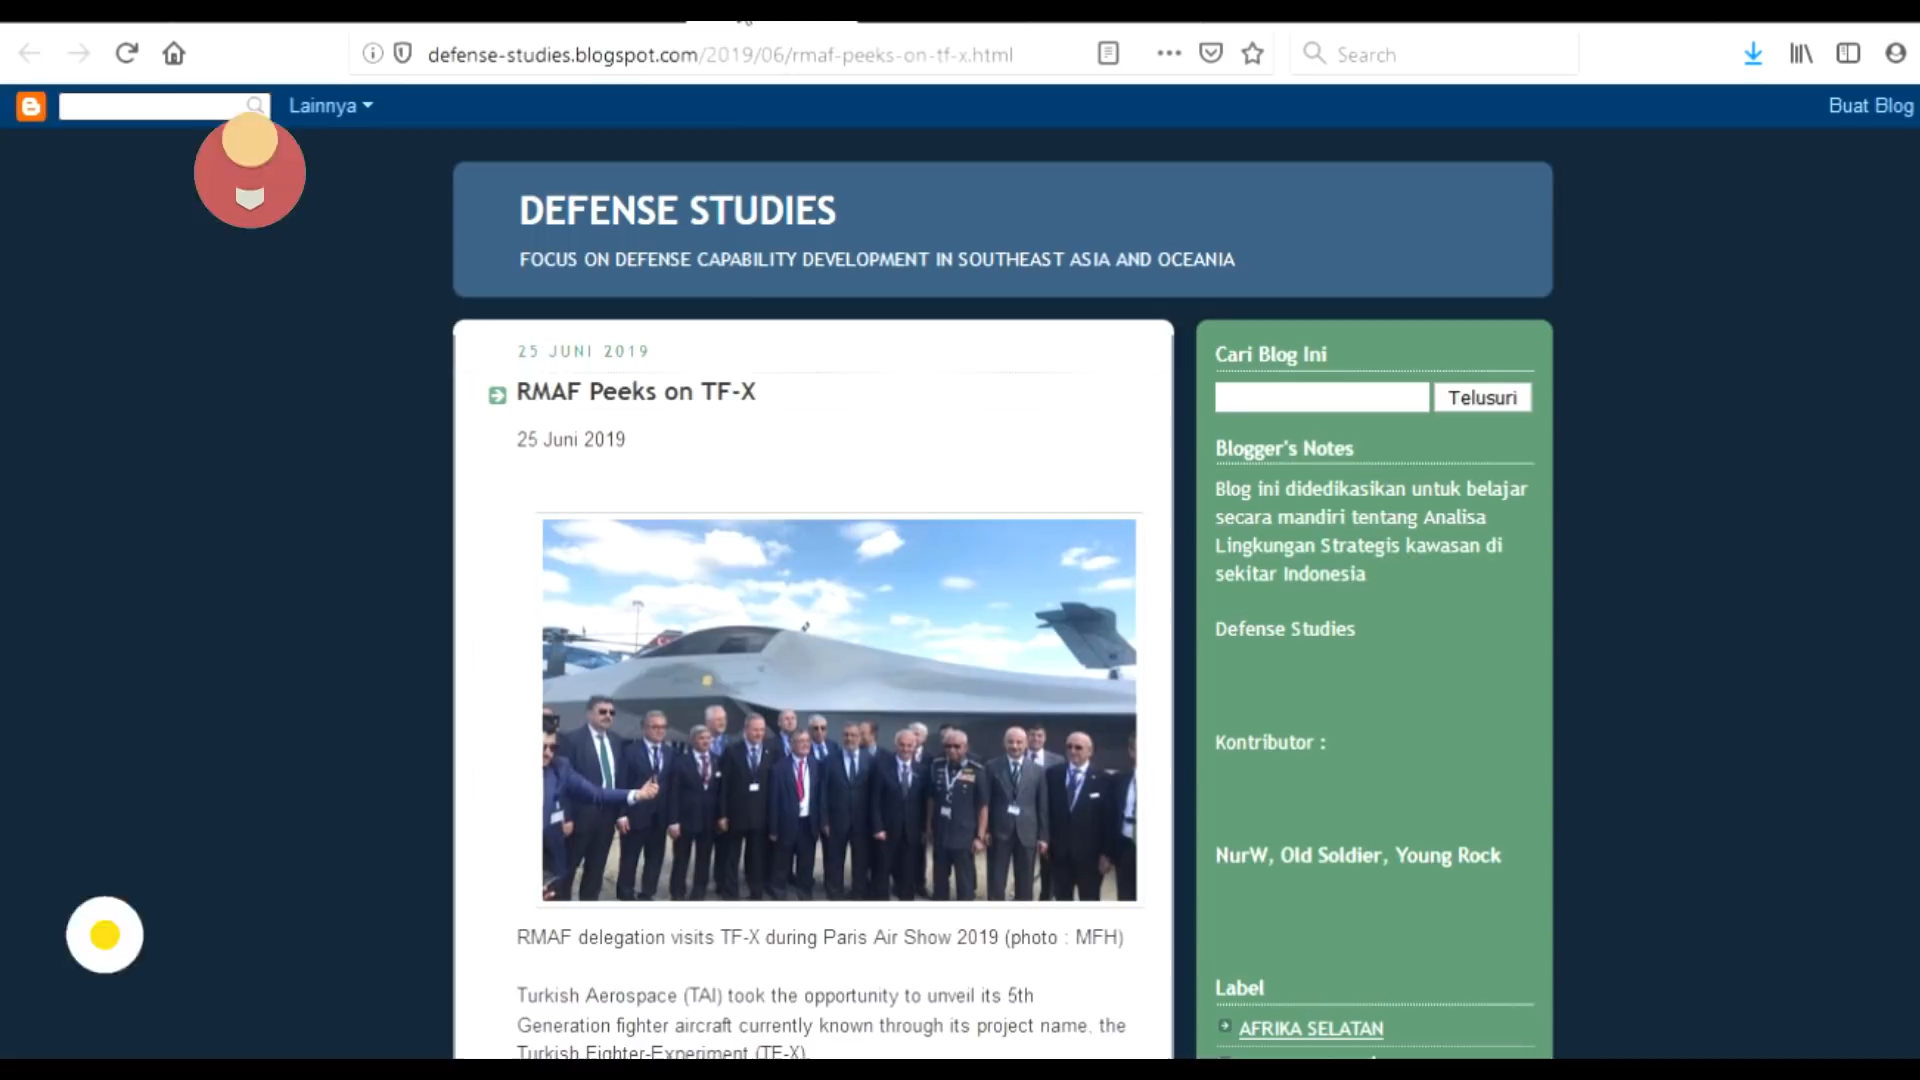 defense-studies.blogspot.com/2019/06/rmaf-peeks-on-tf-x.html
Search
Lainnya
Buat Blog
DEFENSE STUDIES
FOCUS ON DEFENSE CAPABILITY DEVELOPMENT IN SOUTHEAST ASIA AND OCEANIA
25 JUNI 2019
RMAF Peeks on TF-X
25 Juni 2019
RMAF delegation visits TF-X during Paris Air Show 2019 (photo : MFH)
Turkish Aerospace (TAI) took the opportunity to unveil its 5th
Generation fighter aircraft currently known through its project name, the
Turkish Fighter-Experiment (TF-X).
Cari Blog Ini
Telusuri
Blogger's Notes
Blog ini didedikasikan untuk belajar
secara mandiri tentang Analisa
Lingkungan Strategis kawasan di
sekitar Indonesia
Defense Studies
Kontributor :
NurW, Old Soldier, Young Rock
Label
AFRIKA SELATAN